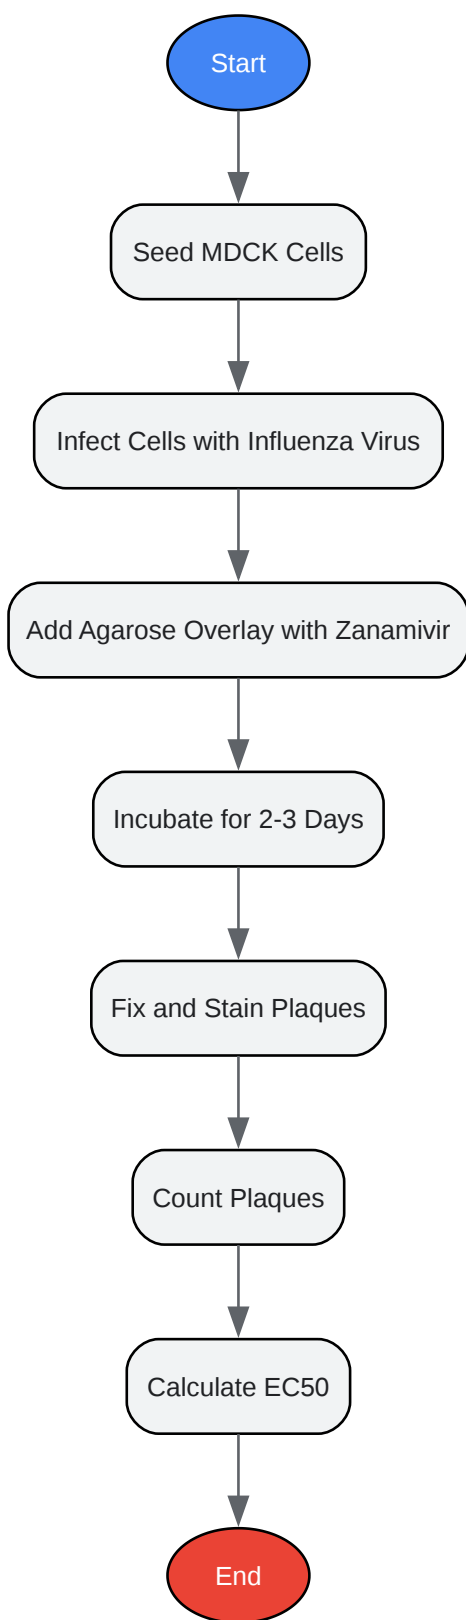 Start
Seed MDCK Cells
Infect Cells with Influenza Virus
Add Agarose Overlay with Zanamivir
Incubate for 2-3 Days
Fix and Stain Plaques
Count Plaques
Calculate EC50
End